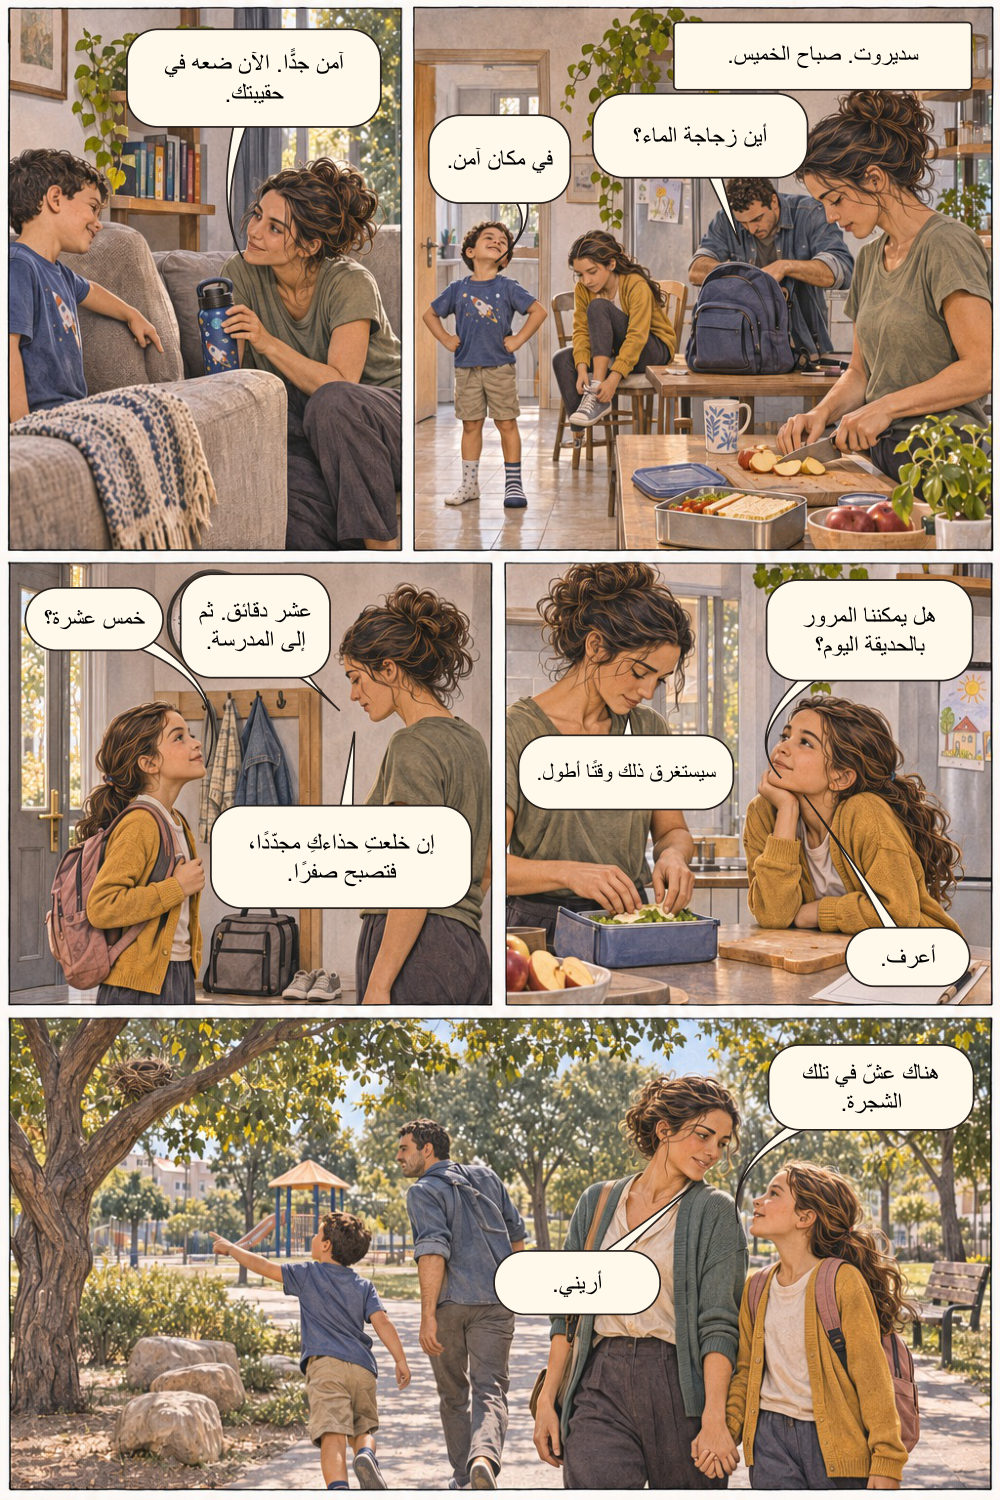 سديروت. صباح الخميس.
أين زجاجة الماء؟
في مكان آمن.
آمن جدًّا. الآن ضعه في
حقيبتك.
هل يمكننا المرور
بالحديقة اليوم؟
سيستغرق ذلك وقتًا أطول.
أعرف.
عشر دقائق. ثم
إلى المدرسة.
خمس عشرة؟
إن خلعتِ حذاءكِ مجدّدًا،
فتصبح صفرًا.
هناك عشّ في تلك
الشجرة.
أريني.